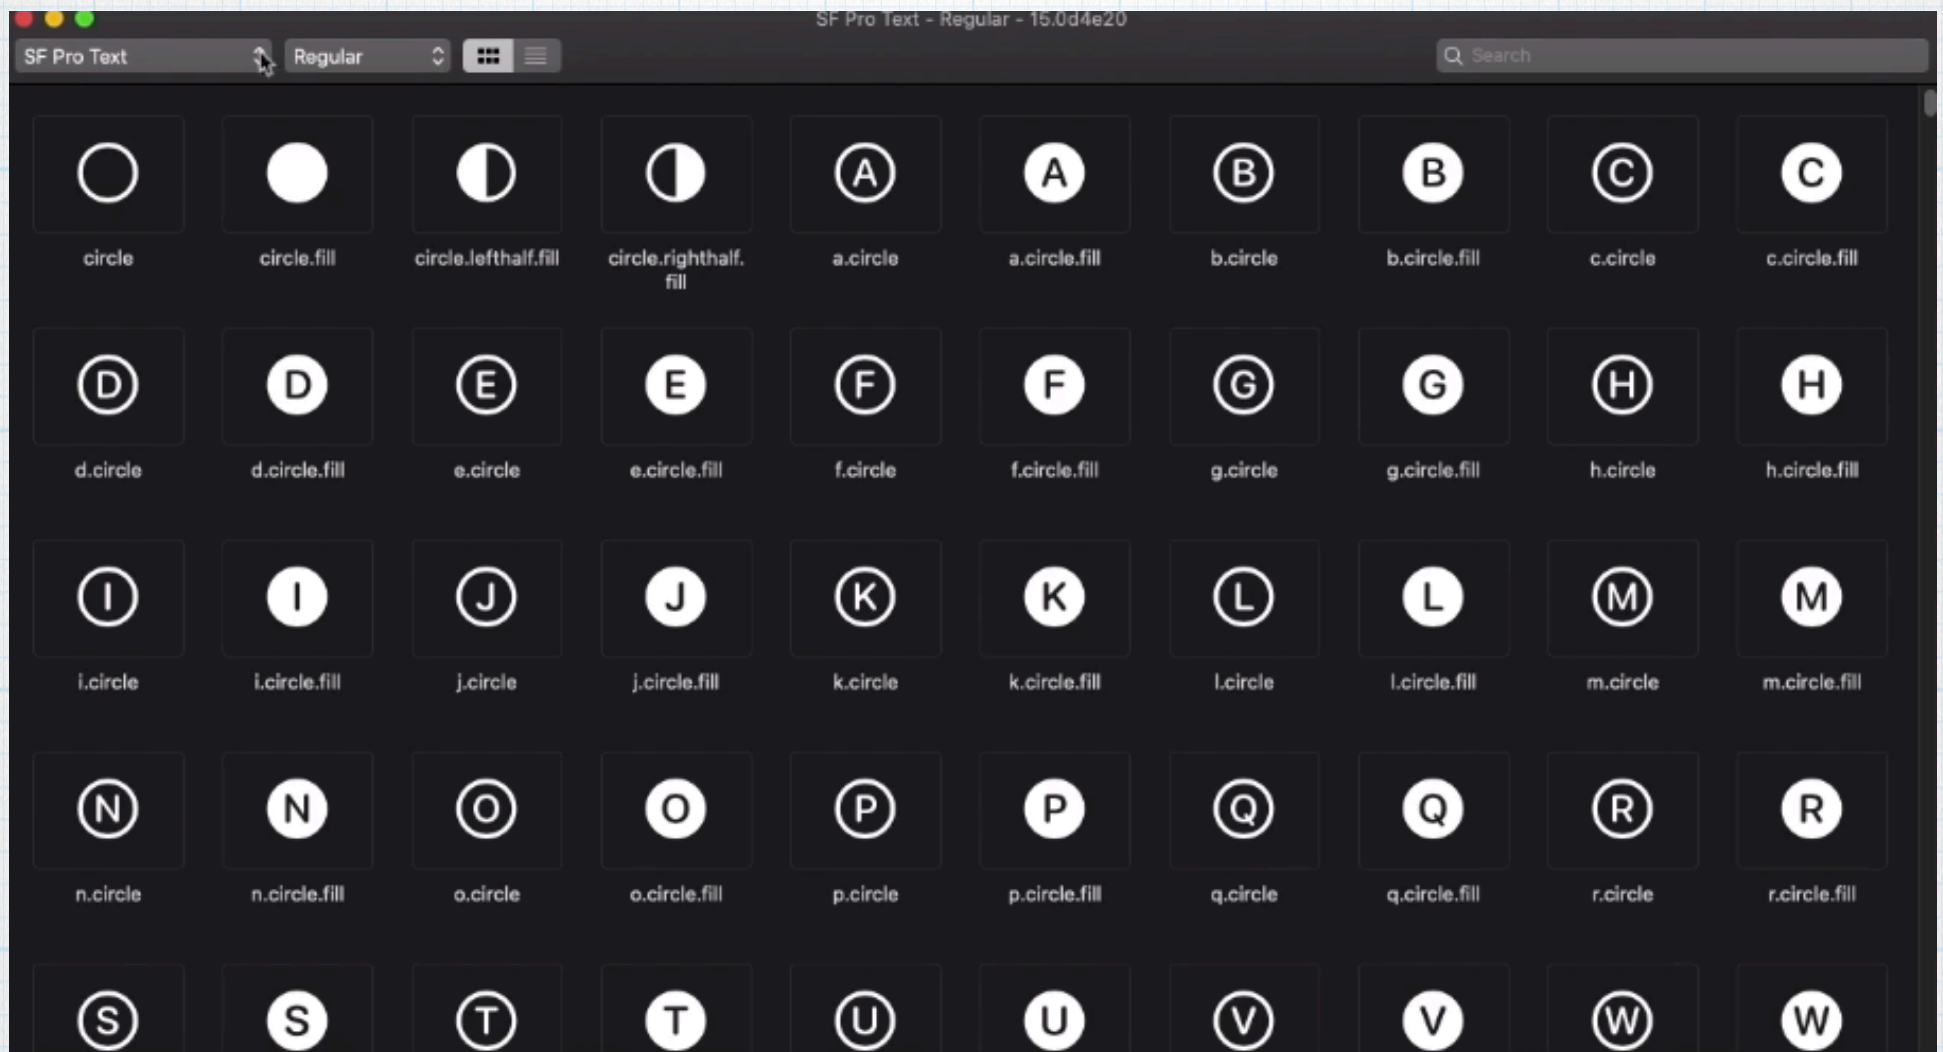 SF Pro Text - Regular - 15.0d4e20
SF Pro Text Regular Search
A A B B C C
circle circle.fill circle.lefthalf.fill circle.righthalf. a.circle a.circle.fill b.circle b.circle.fill c.circle c.circle.fill
fill
D D E E F F G G H H
d.circle d.circle.fill e.circle e.circle.fill f.circle f.circle.fill g.circle g.circle.fill h.circle h.circle.fill
I I J J K K L L M M
i.circle i.circle.fill j.circle j.circle.fill k.circle k.circle.fill l.circle l.circle.fill m.circle m.circle.fill
N N O O P P Q Q R R
n.circle n.circle.fill o.circle o.circle.fill p.circle p.circle.fill q.circle q.circle.fill r.circle r.circle.fill
S S T T U U V V W W